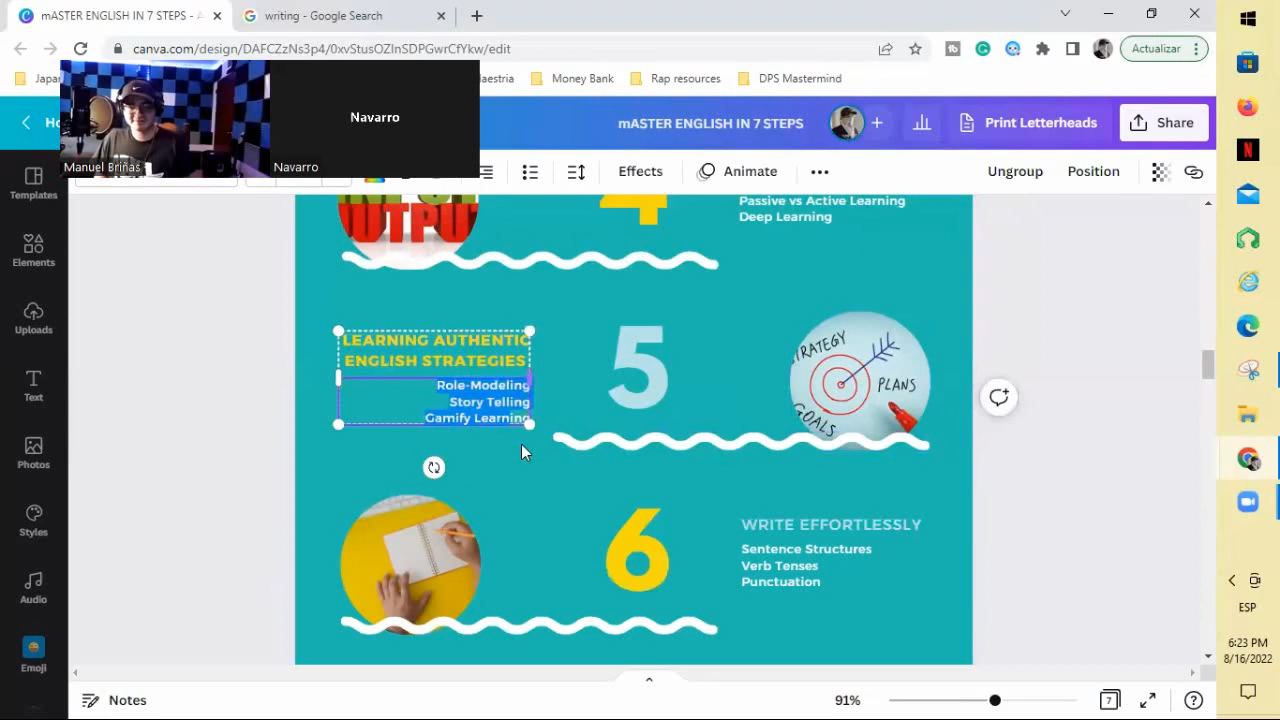 mASTER ENGLISH IN 7 STEPS - A
writing - Google Search
canva.com/design/DAFCZzNs3p4/0xvStusOZIhSDPGwrCfYkw/edit
Actualizar
Money Bank
Rap resources
DPS Mastermind
Navarro
Manuel Briñas
Navarro
mASTER ENGLISH IN 7 STEPS
Print Letterheads
Share
Effects
Animate
Ungroup
Position
Templates
Elements
Uploads
Text
Photos
Styles
Audio
Emoji
OUTPUT
4
Passive vs Active Learning
Deep Learning
LEARNING AUTHENTIC
ENGLISH STRATEGIES
Role-Modeling
Story Telling
Gamify Learning
5
STRATEGY
PLANS
GOALS
6
WRITE EFFORTLESSLY
Sentence Structures
Verb Tenses
Punctuation
Notes
91%
7
ESP
6:23 PM
8/16/2022